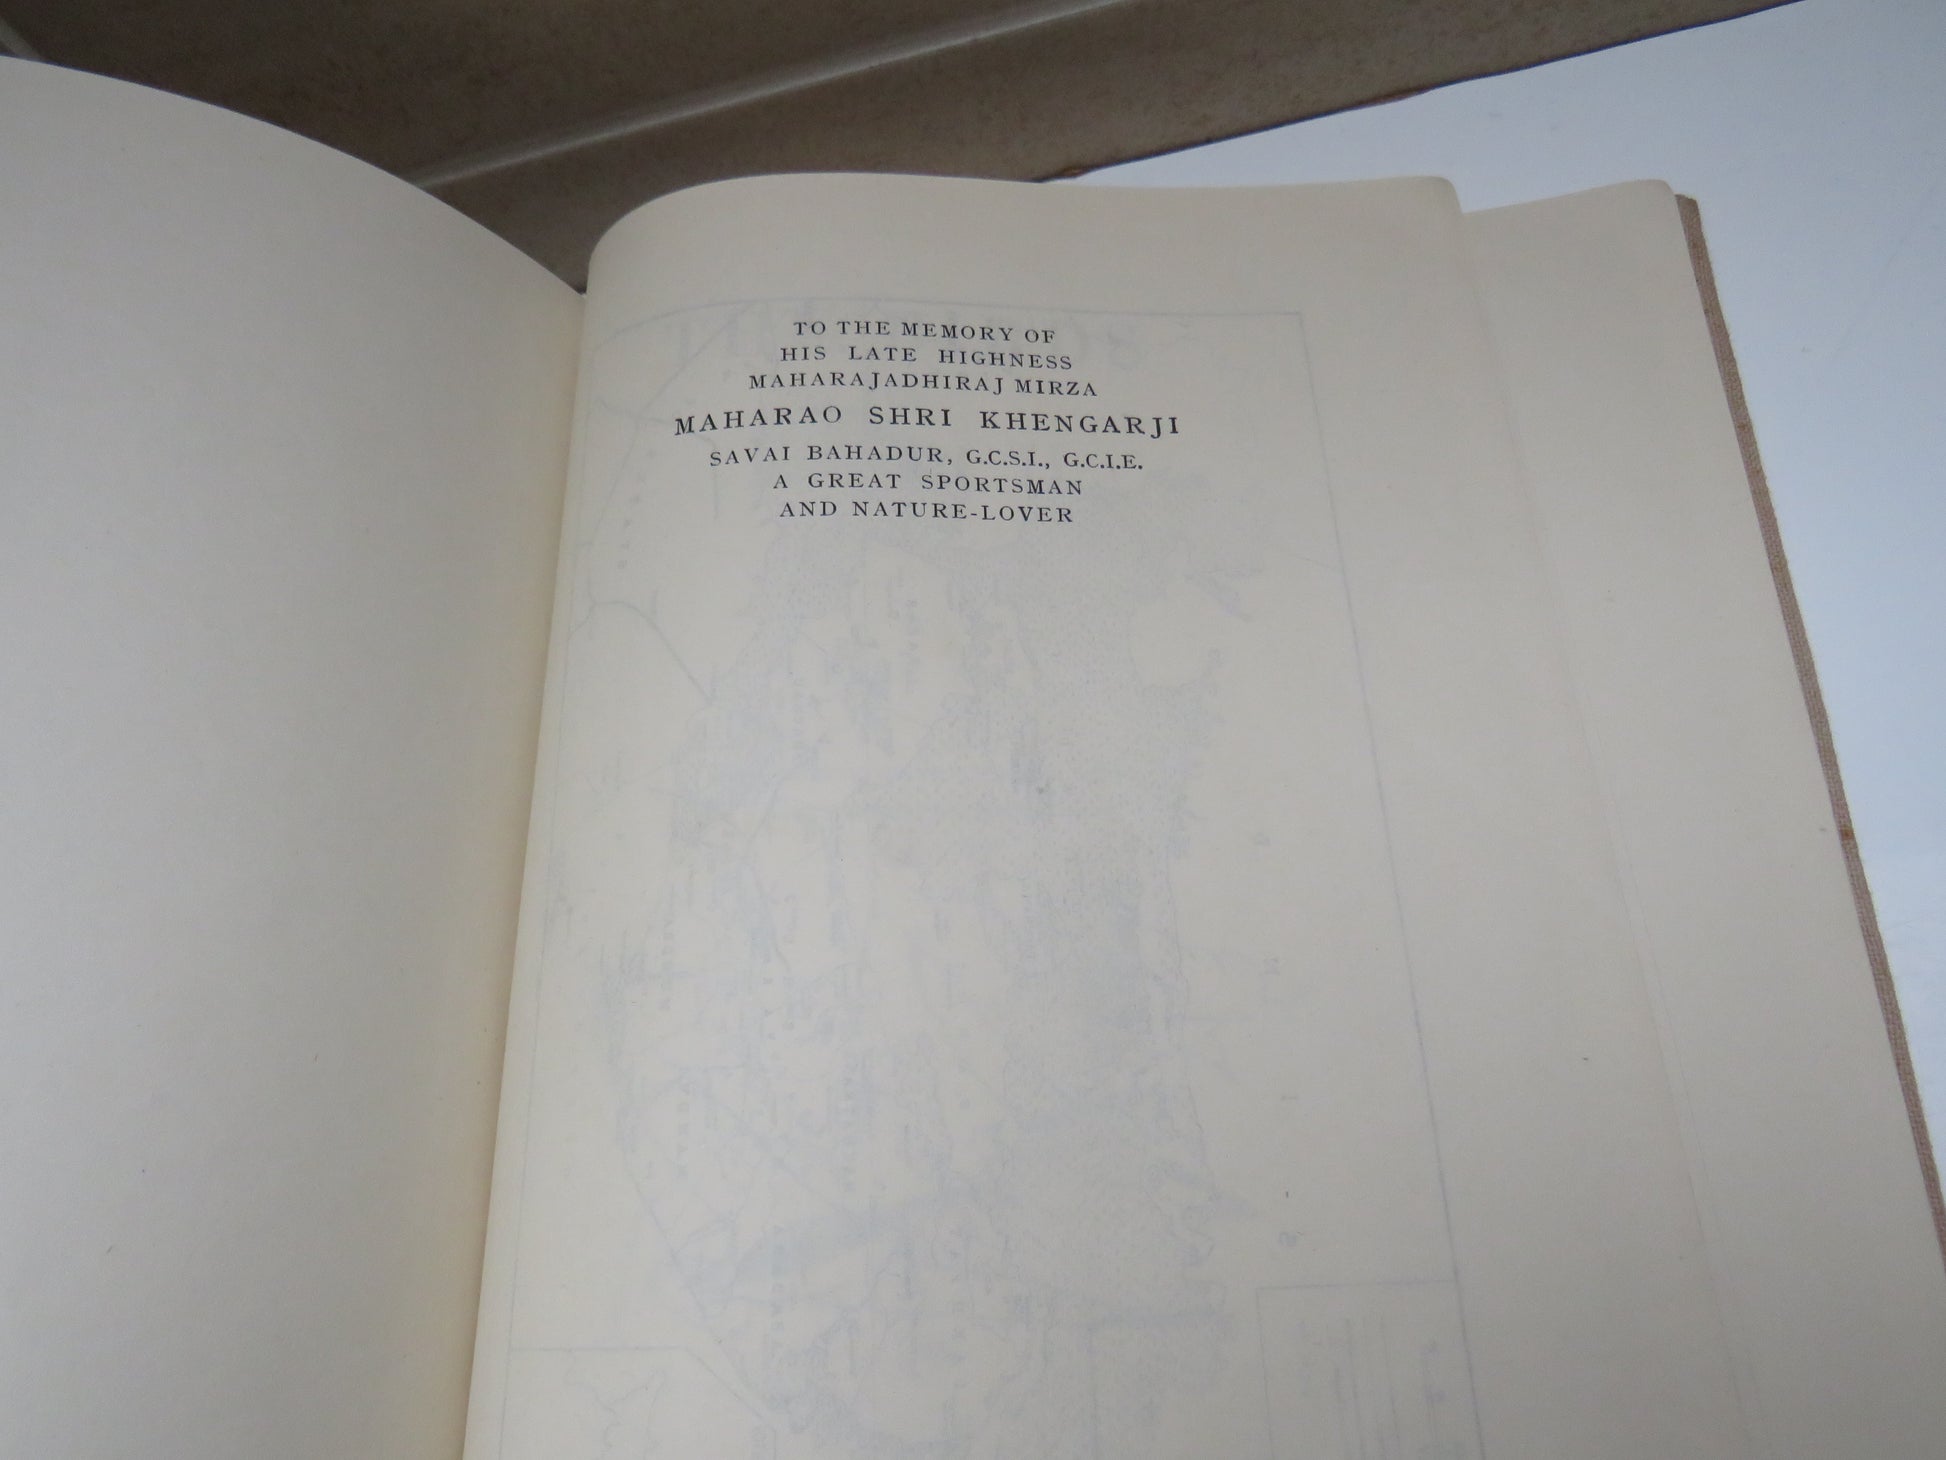 TO THE MEMORY OF
HIS LATE HIGHNESS
MAHARAJADHIRAJ MIRZA
MAHARAO SHRI KHENGARJI
SAVAI BAHADUR, G.C.S.I., G.C.I.E.
A GREAT SPORTSMAN
AND NATURE-LOVER